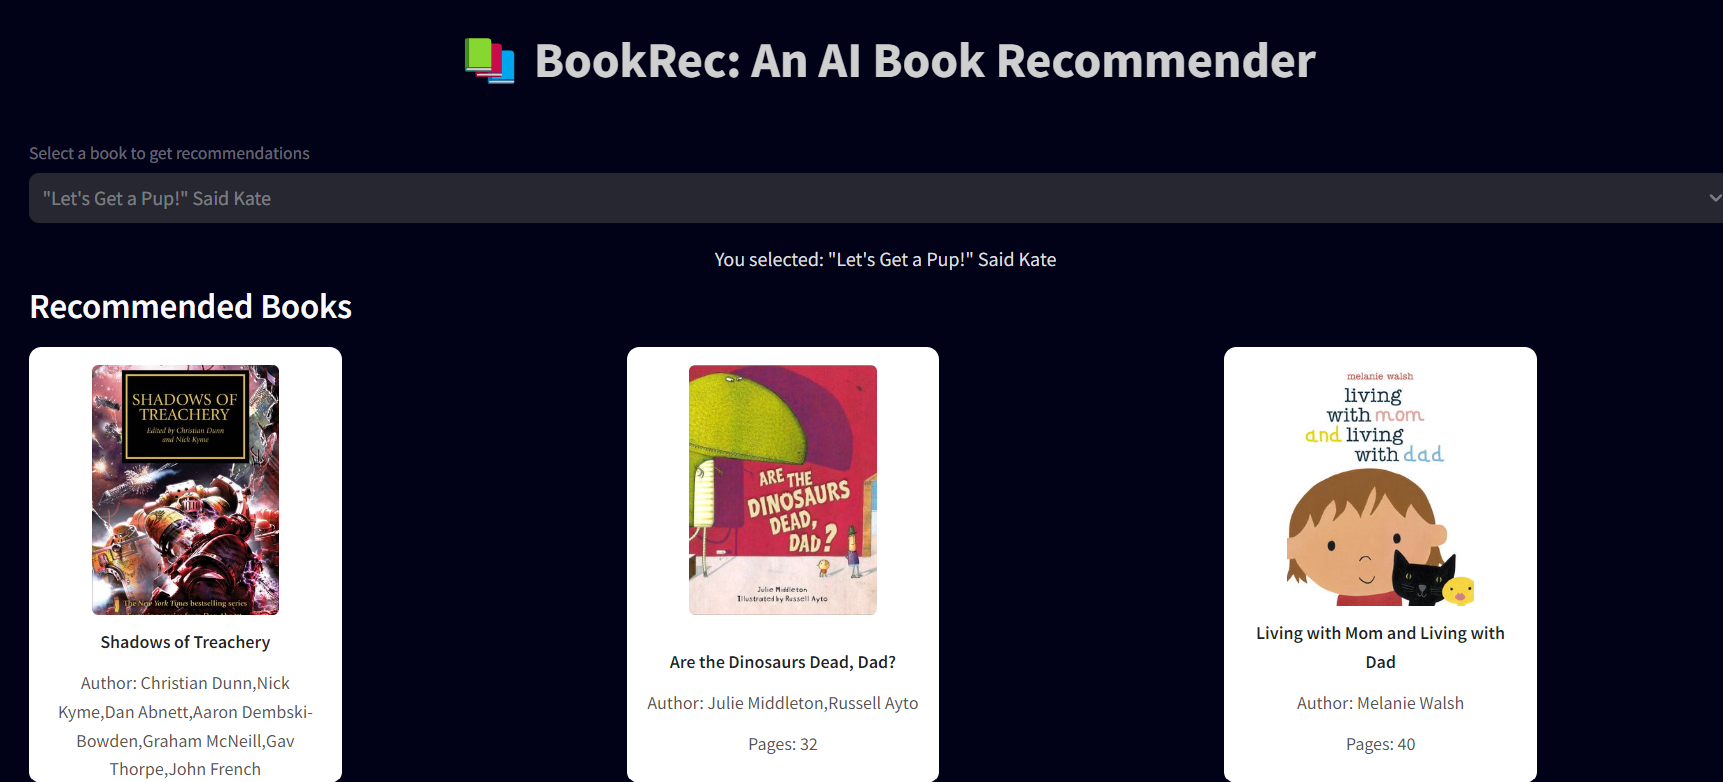 BookRec: An AI Book Recommender
Select a book to get recommendations
"Let's Get a Pup!" Said Kate
You selected: "Let's Get a Pup!" Said Kate
Recommended Books
SHADOWS OF
TREACHERY
Edited by Christian Dunn
and Nick Kyme
The New York Times bestselling series
Shadows of Treachery
Author: Christian Dunn,Nick
Kyme,Dan Abnett,Aaron Dembski-
Bowden,Graham McNeill,Gav
Thorpe,John French
ARE THE
DINOSAURS
DEAD,
DAD?
Julie Middleton
Illustrated by Russell Ayto
Are the Dinosaurs Dead, Dad?
Author: Julie Middleton,Russell Ayto
Pages: 32
melanie walsh
living
with mom
and living
with dad
Living with Mom and Living with
Dad
Author: Melanie Walsh
Pages: 40